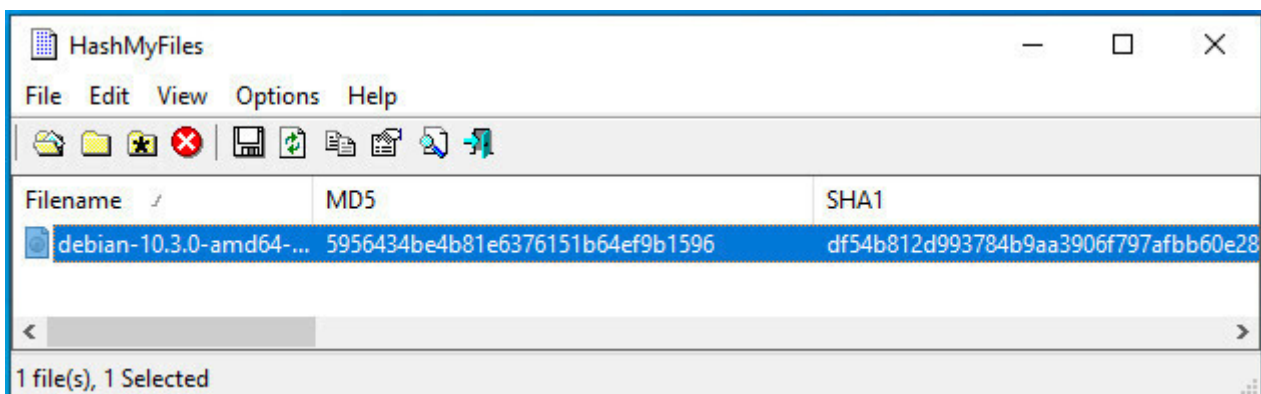 HashMyFiles
File Edit View Options Help
Filename MD5 SHA1
debian-10.3.0-amd64-... 5956434be4b81e6376151b64ef9b1596 df54b812d993784b9aa3906f797afbb60e28
1 file(s), 1 Selected